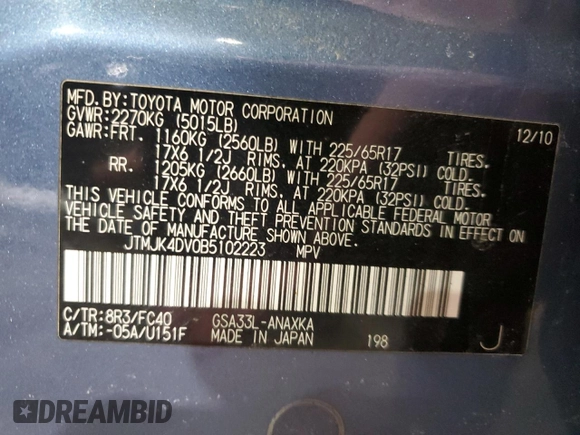 MFD.BY:TOYOTA MOTOR CORPORATION 12/10
GVWR:2270KG (5015LB)
GAWR:FRT. 1160KG (2560LB) WITH 225/65R17 TIRES.
17X6 1/2J RIMS, AT 220KPA (32PSI) COLD.
RR. 1205KG (2660LB) WITH 225/65R17 TIRES.
17X6 1/2J RIMS, AT 220KPA (32PSI) COLD.
THIS VEHICLE CONFORMS TO ALL APPLICABLE FEDERAL MOTOR
VEHICLE SAFETY AND THEFT PREVENTION STANDARDS IN EFFECT ON
THE DATE OF MANUFACTURE SHOWN ABOVE.
JTMJK4DV0B5102223 MPV
C/TR:8R3/FC40 GSA33L-ANAXKA
A/TM:-05A/U151F MADE IN JAPAN 198 J
DREAMBID